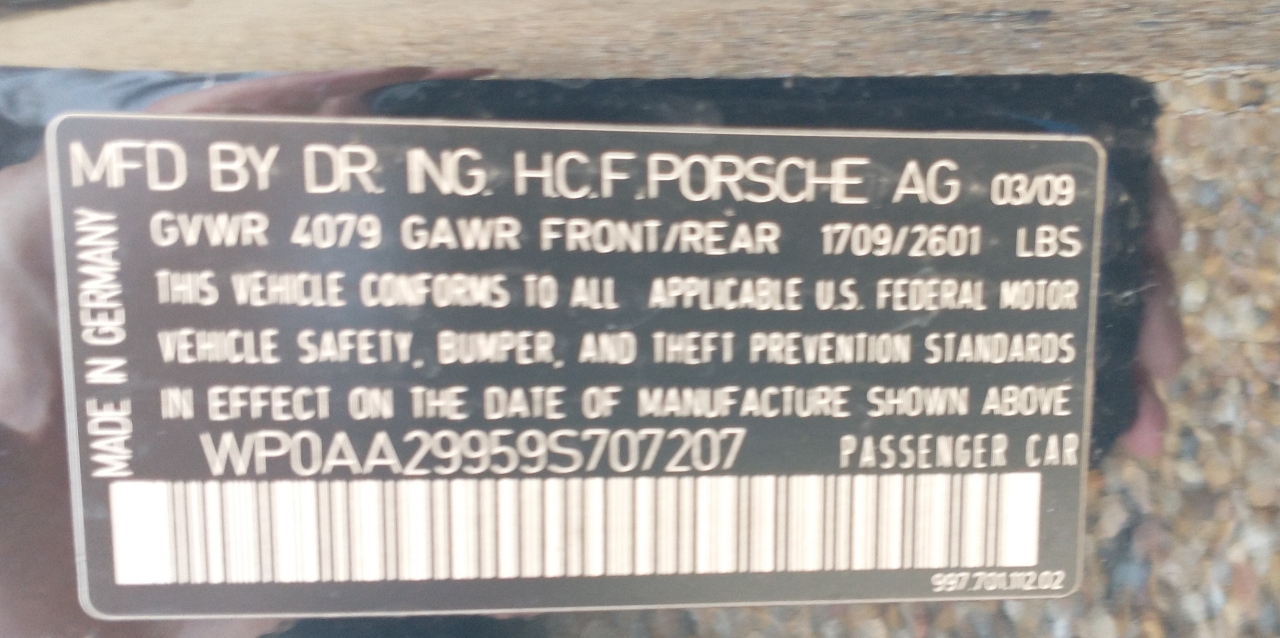 MFD BY DR. ING. H.C.F. PORSCHE AG 03/09
GVWR 4079 GAWR FRONT/REAR 1709/2601 LBS
THIS VEHICLE CONFORMS TO ALL APPLICABLE U.S. FEDERAL MOTOR
VEHICLE SAFETY, BUMPER, AND THEFT PREVENTION STANDARDS
IN EFFECT ON THE DATE OF MANUFACTURE SHOWN ABOVE
WP0AA29959S707207 PASSENGER CAR
997.701.112.02
MADE IN GERMANY